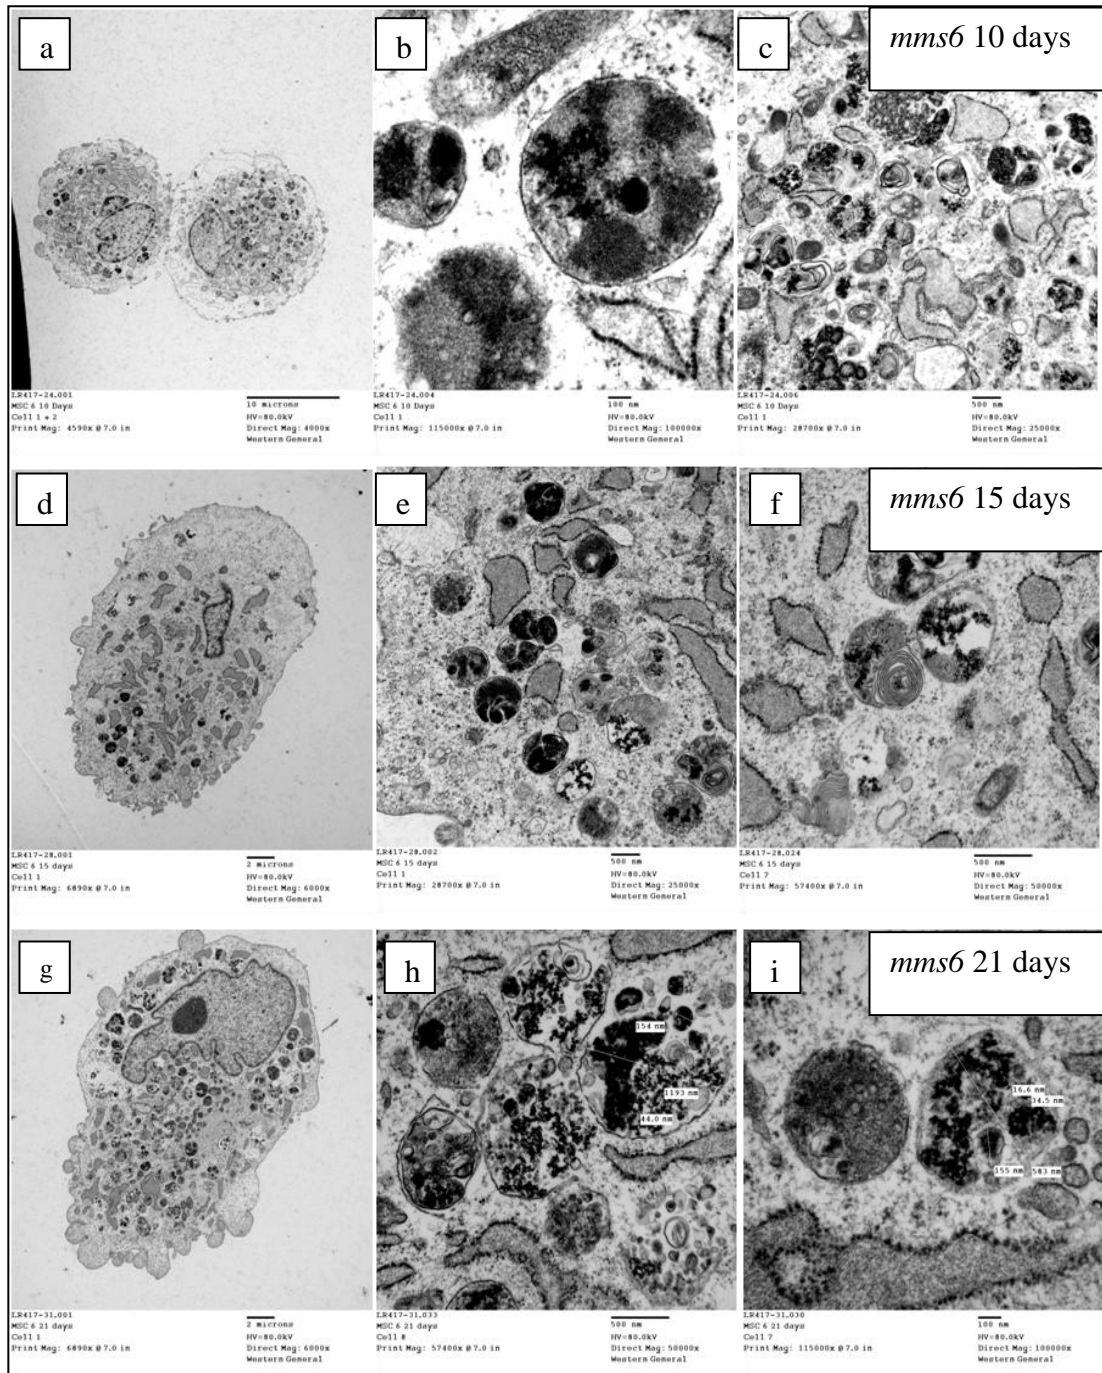 a
b
c
mms6 10 days
LR417-24.001
MSC 6 10 Days
Cell 1 + 2
Print Mag: 4590x @ 7.0 in
10 microns
HV=80.0kV
Direct Mag: 4000x
Western General
LR417-24.004
MSC 6 10 Days
Cell 1
Print Mag: 115000x @ 7.0 in
100 nm
HV=80.0kV
Direct Mag: 100000x
Western General
LR417-24.006
MSC 6 10 Days
Cell 1
Print Mag: 28700x @ 7.0 in
500 nm
HV=80.0kV
Direct Mag: 25000x
Western General
d
e
f
mms6 15 days
LR417-28.001
MSC 6 15 days
Cell 1
Print Mag: 6890x @ 7.0 in
2 microns
HV=80.0kV
Direct Mag: 6000x
Western General
LR417-28.002
MSC 6 15 days
Cell 1
Print Mag: 28700x @ 7.0 in
500 nm
HV=80.0kV
Direct Mag: 25000x
Western General
LR417-28.024
MSC 6 15 days
Cell 7
Print Mag: 57400x @ 7.0 in
500 nm
HV=80.0kV
Direct Mag: 50000x
Western General
g
h
i
mms6 21 days
154 nm
1193 nm
44.0 nm
16.6 nm
34.5 nm
155 nm
583 nm
LR417-31.001
MSC 6 21 days
Cell 1
Print Mag: 6890x @ 7.0 in
2 microns
HV=80.0kV
Direct Mag: 6000x
Western General
LR417-31.033
MSC 6 21 days
Cell 8
Print Mag: 57400x @ 7.0 in
500 nm
HV=80.0kV
Direct Mag: 50000x
Western General
LR417-31.030
MSC 6 21 days
Cell 7
Print Mag: 115000x @ 7.0 in
100 nm
HV=80.0kV
Direct Mag: 100000x
Western General